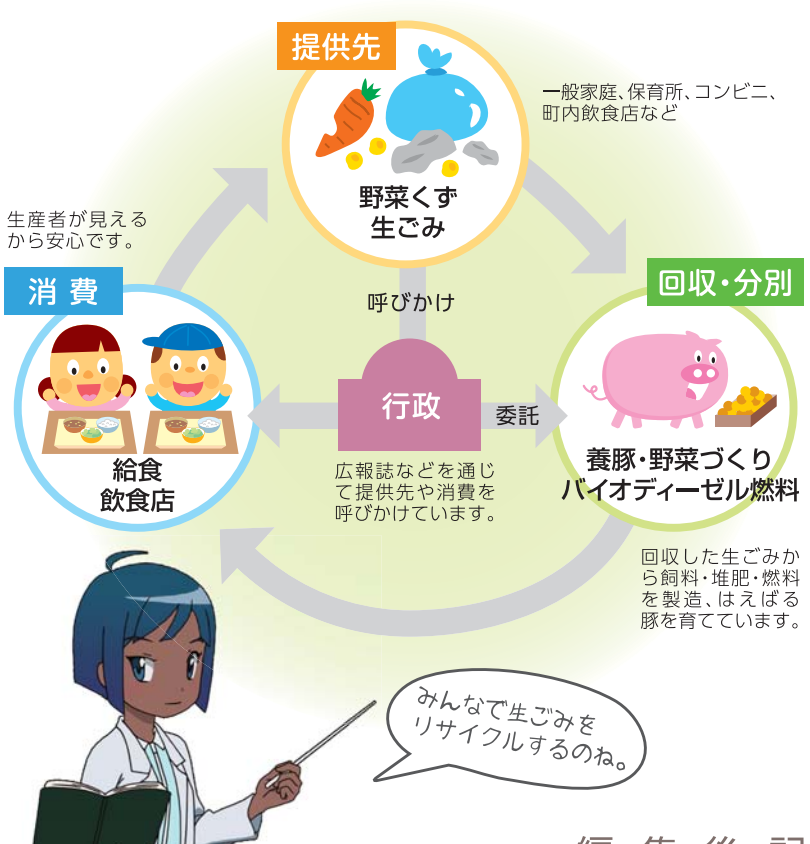 提供先
一般家庭、保育所、コンビニ、
町内飲食店など
野菜くず
生ごみ
生産者が見える
から安心です。
消費
回収・分別
呼びかけ
行政
委託
給食
飲食店
広報誌などを通じ
て提供先や消費を
呼びかけています。
養豚・野菜づくり
バイオディーゼル燃料
回収した生ごみか
ら飼料・堆肥・燃料
を製造、はえばる
豚を育てています。
みんなで生ごみを
リサイクルするのね。
編集後記